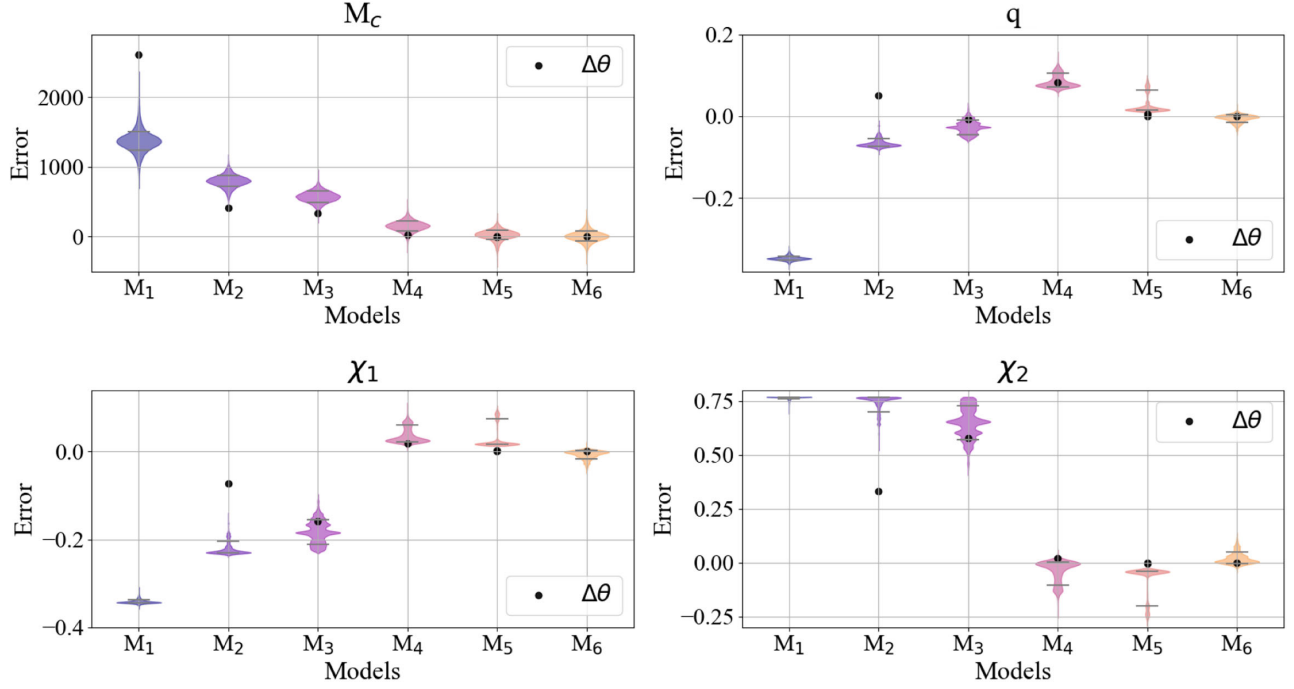 M_c
2000
1000
0
Error
Δθ
M₁ M₂ M₃ M₄ M₅ M₆
Models
q
0.2
0.0
−0.2
Error
Δθ
M₁ M₂ M₃ M₄ M₅ M₆
Models
χ₁
0.0
−0.2
−0.4
Error
Δθ
M₁ M₂ M₃ M₄ M₅ M₆
Models
χ₂
0.75
0.50
0.25
0.00
−0.25
Error
Δθ
M₁ M₂ M₃ M₄ M₅ M₆
Models